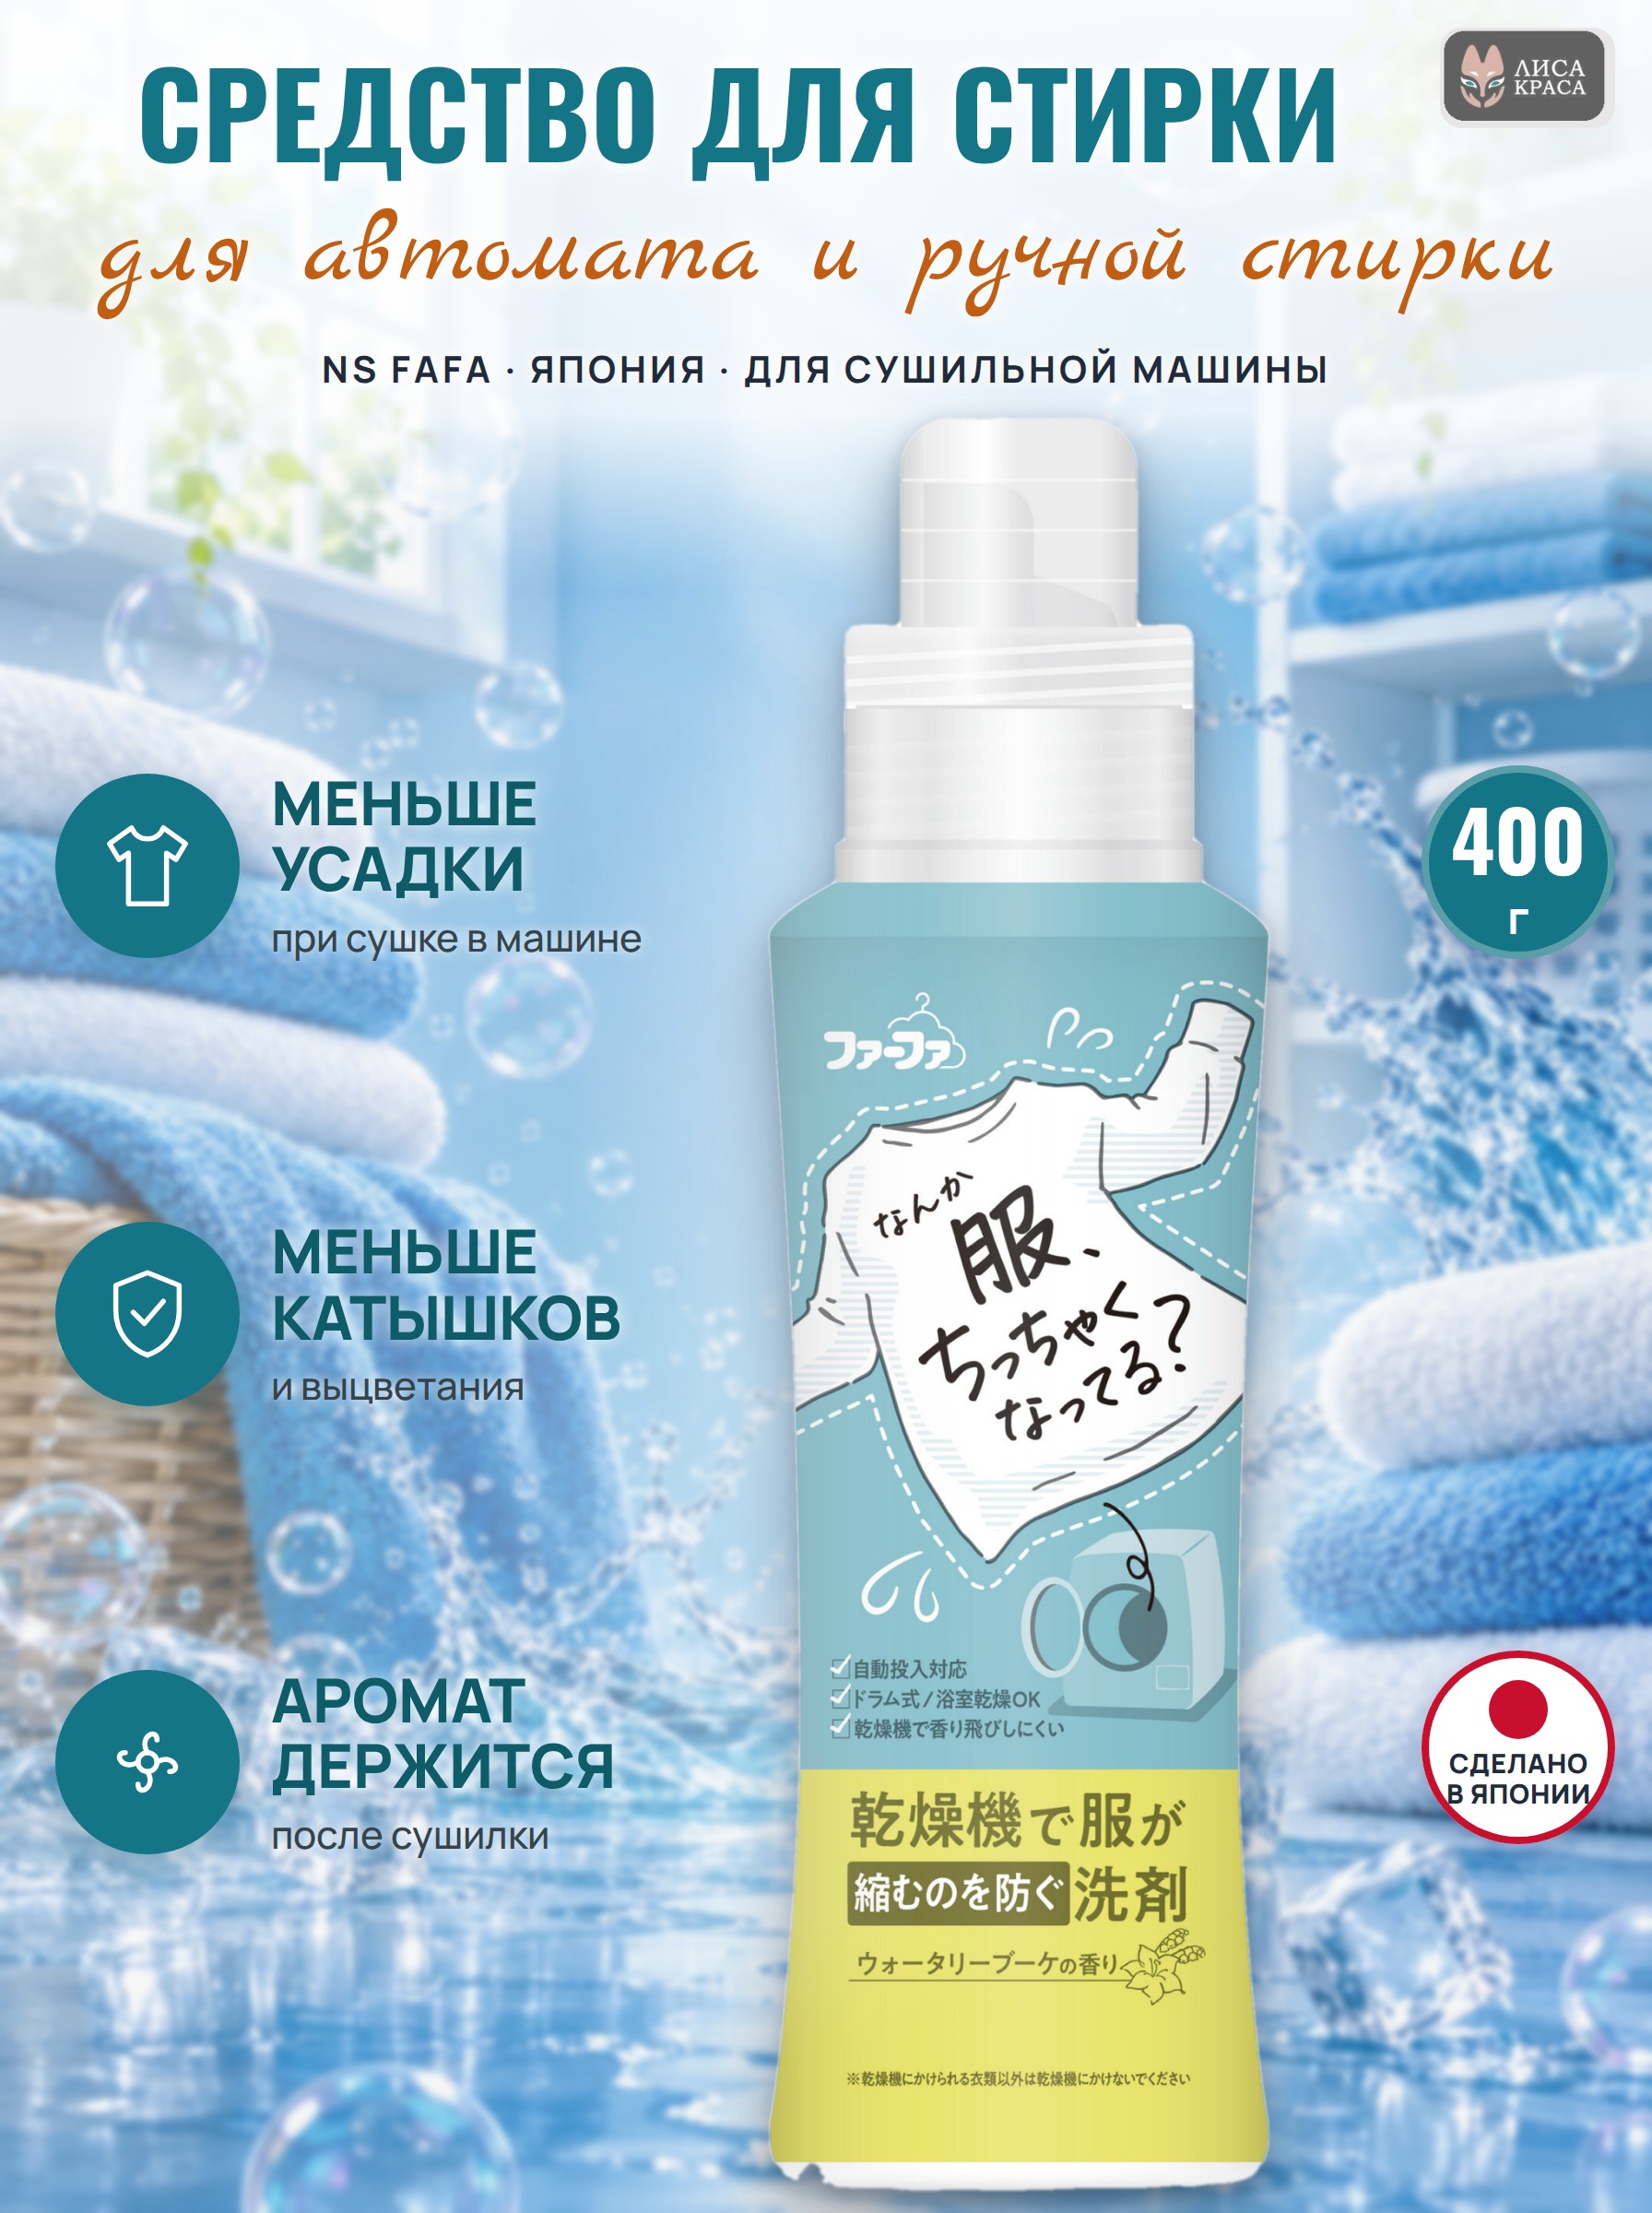 СРЕДСТВО ДЛЯ СТИРКИ
ЛИСА
КРАСА
для автомата и ручной стирки
NS FAFA · ЯПОНИЯ · ДЛЯ СУШИЛЬНОЙ МАШИНЫ
МЕНЬШЕ
УСАДКИ
при сушке в машине
400
г
МЕНЬШЕ
КАТЫШКОВ
и выцветания
АРОМАТ
ДЕРЖИТСЯ
после сушилки
СДЕЛАНО
В ЯПОНИИ
ファーファ
なんか
服、
ちっちゃく
なってる?
自動投入対応
ドラム式/浴室乾燥OK
乾燥機で香り飛びしにくい
乾燥機で服が
縮むのを防ぐ洗剤
ウォータリーブーケの香り
※乾燥機にかけられる衣類以外は乾燥機にかけないでください